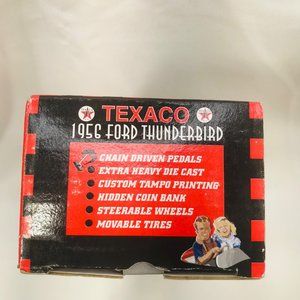 TEXACO
1956 FORD THUNDERBIRD
CHAIN DRIVEN PEDALS
EXTRA HEAVY DIE CAST
CUSTOM TAMPO PRINTING
HIDDEN COIN BANK
STEERABLE WHEELS
MOVABLE TIRES